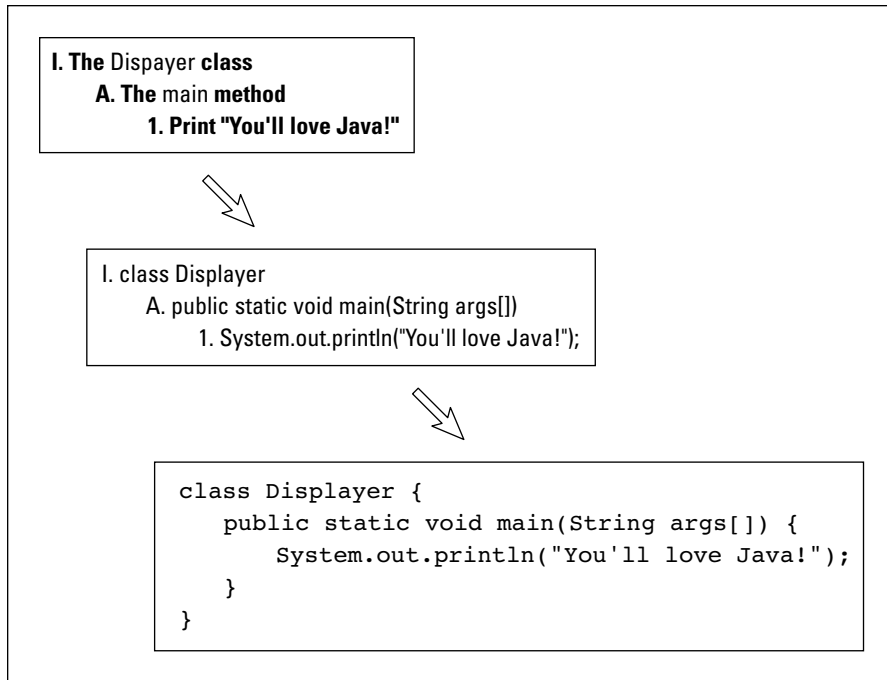 I. The Dispayer class
A. The main method
1. Print "You'll love Java!"
I. class Displayer
A. public static void main(String args[])
1. System.out.println("You'll love Java!");
class Displayer {
public static void main(String args[]) {
System.out.println("You'll love Java!");
}
}